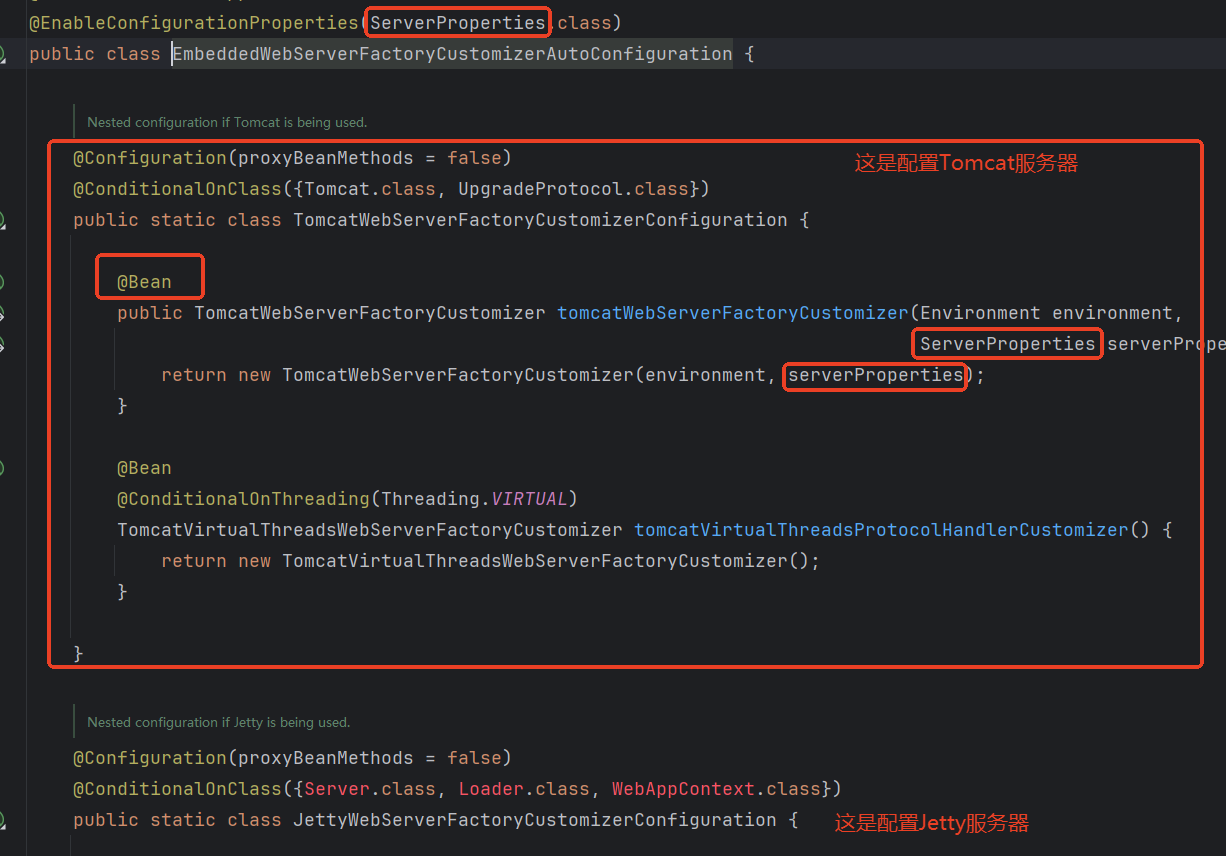 @EnableConfigurationProperties(ServerProperties.class)
public class EmbeddedWebServerFactoryCustomizerAutoConfiguration {
Nested configuration if Tomcat is being used.
@Configuration(proxyBeanMethods = false)
这是配置Tomcat服务器
@ConditionalOnClass({Tomcat.class, UpgradeProtocol.class})
public static class TomcatWebServerFactoryCustomizerConfiguration {
@Bean
public TomcatWebServerFactoryCustomizer tomcatWebServerFactoryCustomizer(Environment environment,
ServerProperties serverPrope
return new TomcatWebServerFactoryCustomizer(environment, serverProperties);
}
@Bean
@ConditionalOnThreading(Threading.VIRTUAL)
TomcatVirtualThreadsWebServerFactoryCustomizer tomcatVirtualThreadsProtocolHandlerCustomizer() {
return new TomcatVirtualThreadsWebServerFactoryCustomizer();
}
}
Nested configuration if Jetty is being used.
@Configuration(proxyBeanMethods = false)
@ConditionalOnClass({Server.class, Loader.class, WebAppContext.class})
public static class JettyWebServerFactoryCustomizerConfiguration {
这是配置Jetty服务器